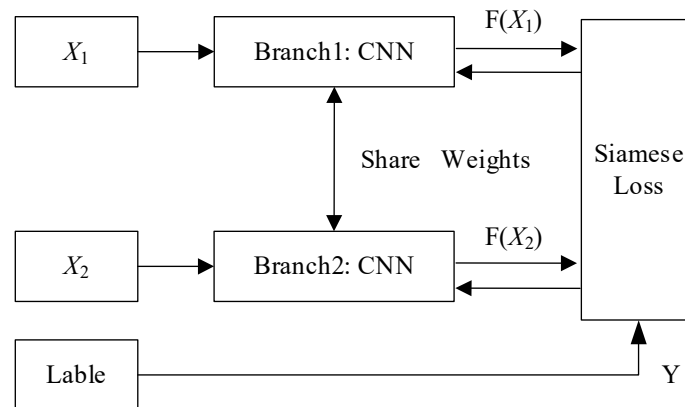 X₁
Branch1: CNN
F(X₁)
Share Weights
Siamese
Loss
X₂
Branch2: CNN
F(X₂)
Lable
Y